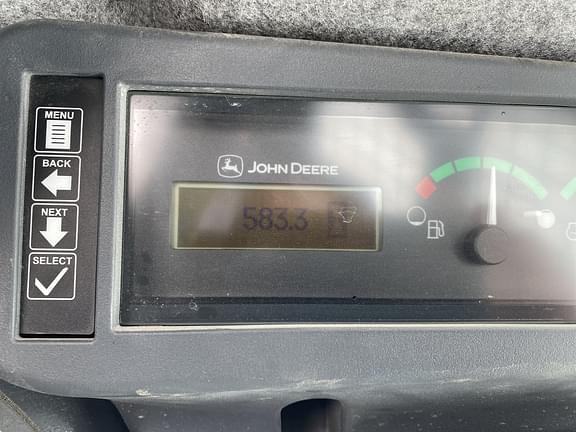 MENU
BACK
NEXT
SELECT
JOHN DEERE
583.3